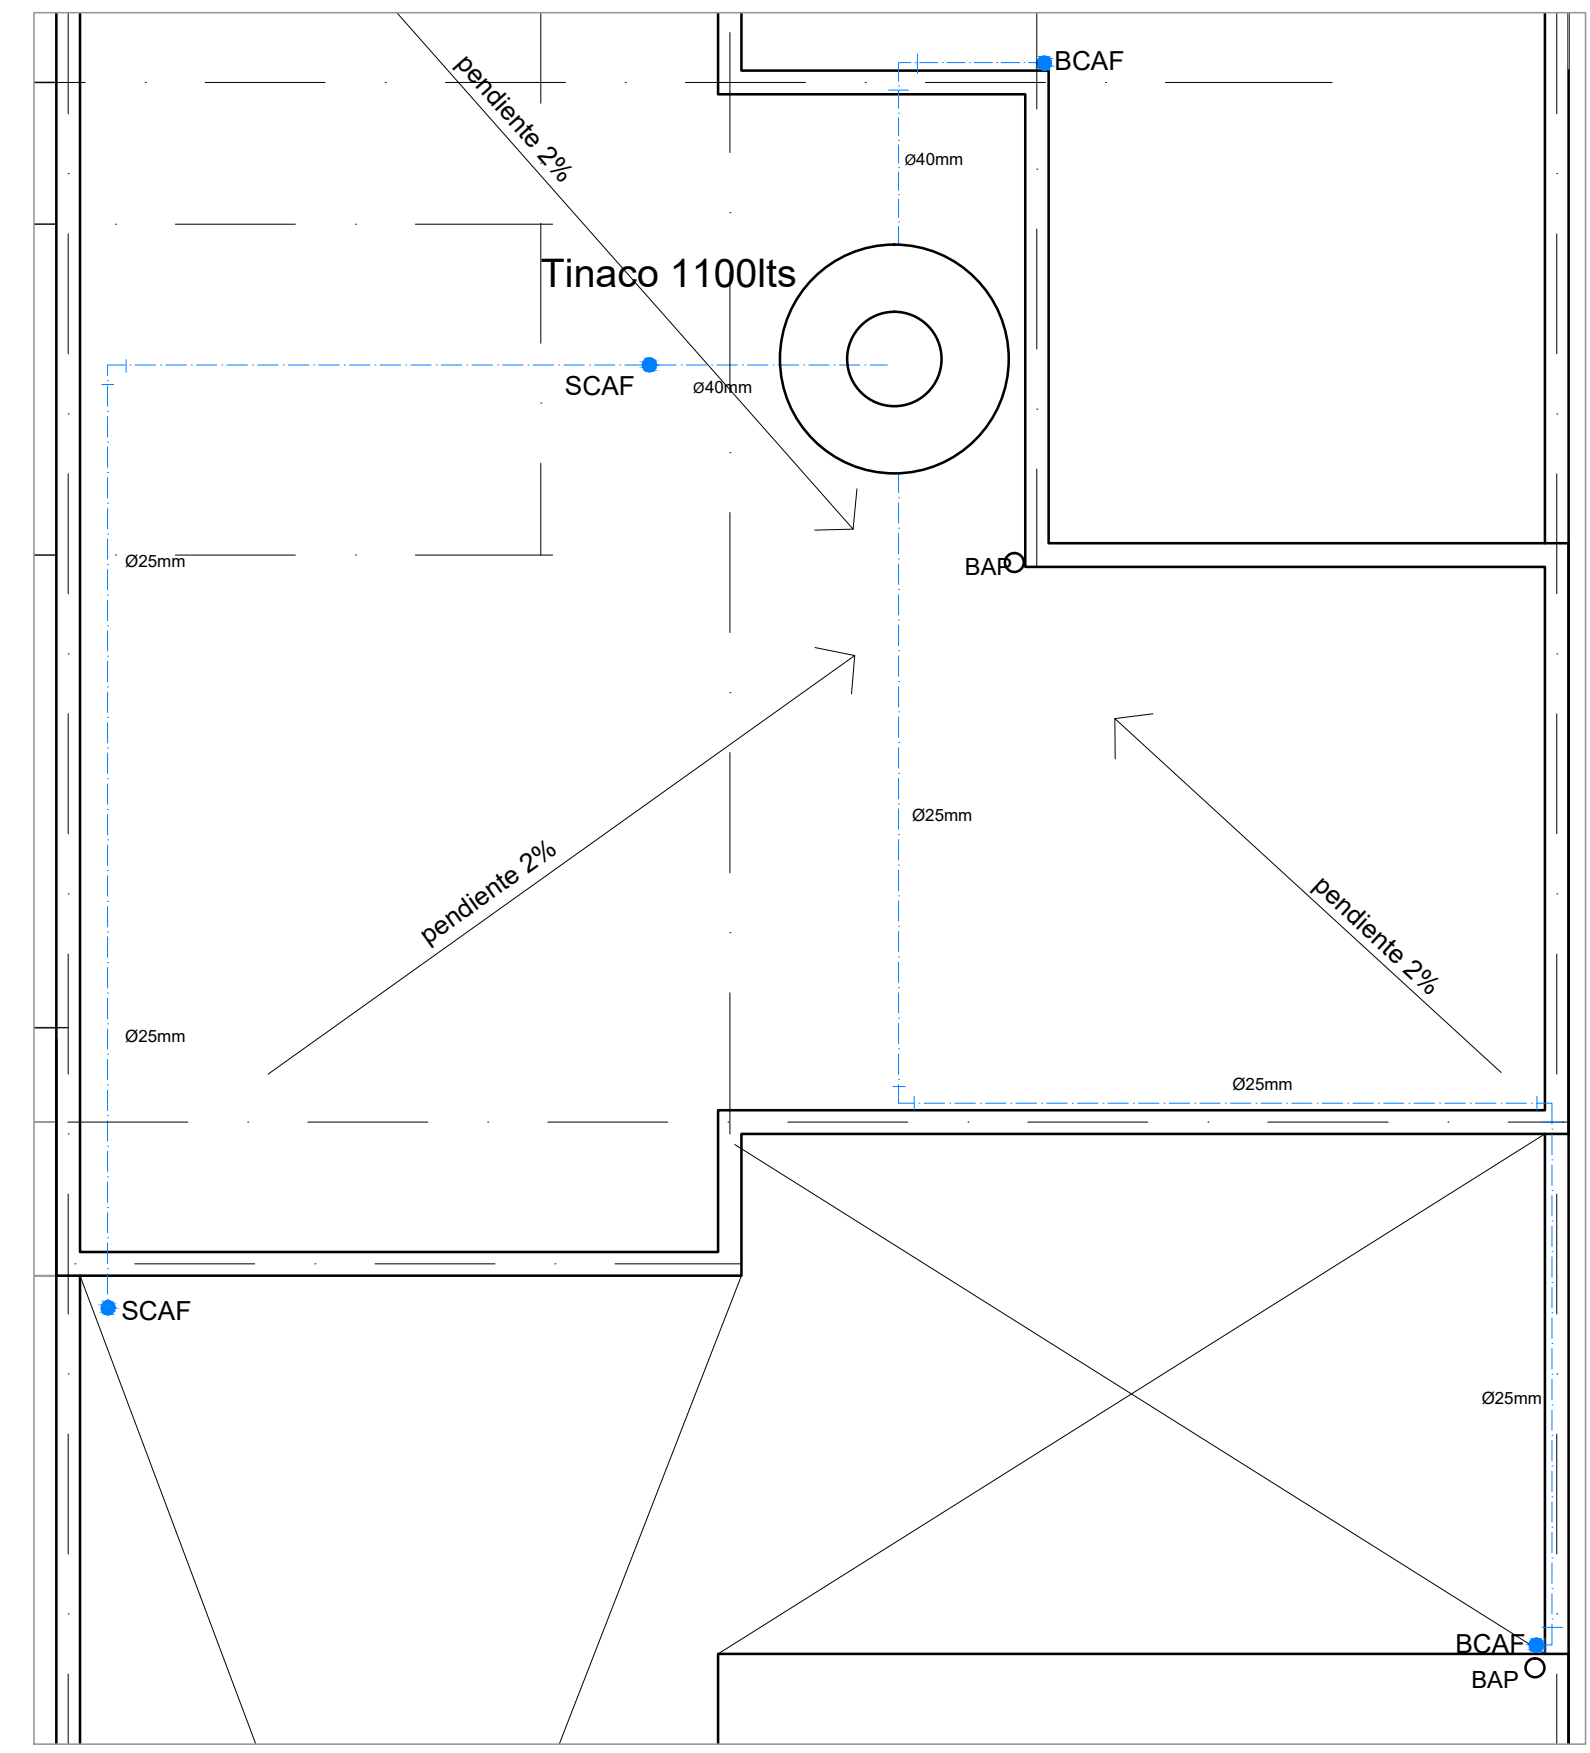 BCAF
pendiente 2%
Ø40mm
Tinaco 1100lts
SCAF
Ø40mm
Ø25mm
BAP
Ø25mm
pendiente 2%
pendiente 2%
Ø25mm
Ø25mm
SCAF
Ø25mm
BCAF
BAP